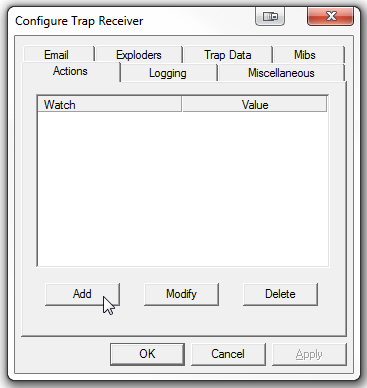 Configure Trap Receiver
Email Exploders Trap Data Mibs
Actions Logging Miscellaneous
Watch Value
Add Modify Delete
OK Cancel Apply